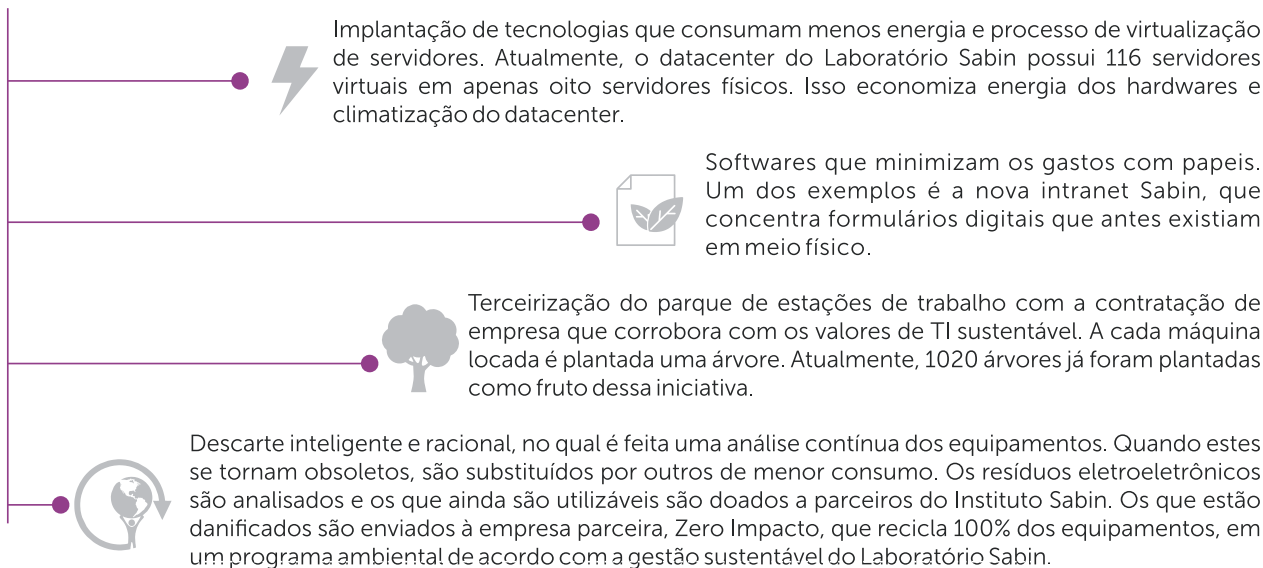 Implantação de tecnologias que consumam menos energia e processo de virtualização
de servidores. Atualmente, o datacenter do Laboratório Sabin possui 116 servidores
virtuais em apenas oito servidores físicos. Isso economiza energia dos hardwares e
climatização do datacenter.
Softwares que minimizam os gastos com papeis.
Um dos exemplos é a nova intranet Sabin, que
concentra formulários digitais que antes existiam
em meio físico.
Terceirização do parque de estações de trabalho com a contratação de
empresa que corrobora com os valores de TI sustentável. A cada máquina
locada é plantada uma árvore. Atualmente, 1020 árvores já foram plantadas
como fruto dessa iniciativa.
Descarte inteligente e racional, no qual é feita uma análise contínua dos equipamentos. Quando estes
se tornam obsoletos, são substituídos por outros de menor consumo. Os resíduos eletroeletrônicos
são analisados e os que ainda são utilizáveis são doados a parceiros do Instituto Sabin. Os que estão
danificados são enviados à empresa parceira, Zero Impacto, que recicla 100% dos equipamentos, em
um programa ambiental de acordo com a gestão sustentável do Laboratório Sabin.